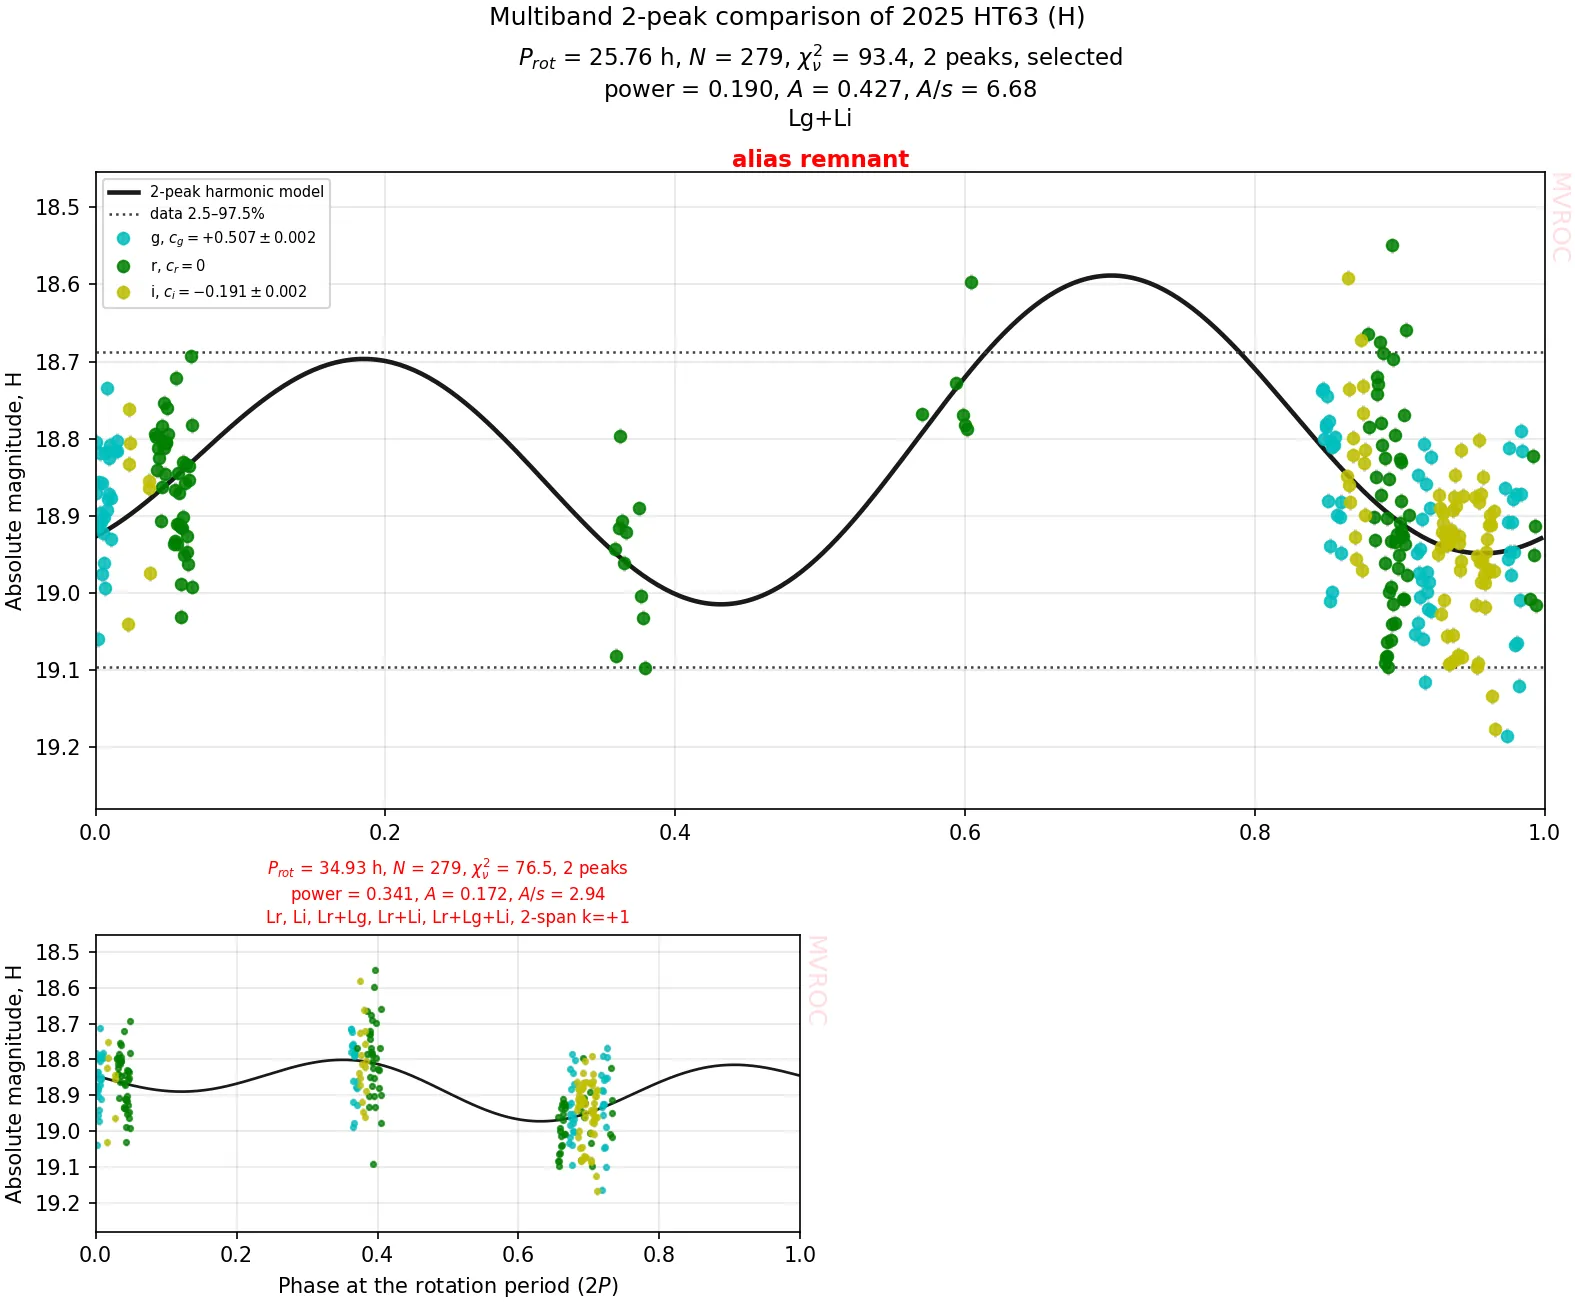 Multiband 2-peak comparison of 2025 HT63 (H)
P_rot = 25.76 h, N = 279, χ²_ν = 93.4, 2 peaks, selected
power = 0.190, A = 0.427, A/s = 6.68
Lg+Li
alias remnant
2-peak harmonic model
data 2.5–97.5%
g, c_g = +0.507 ± 0.002
r, c_r = 0
i, c_i = −0.191 ± 0.002
MVROC
Absolute magnitude, H
18.5
18.6
18.7
18.8
18.9
19.0
19.1
19.2
0.0 0.2 0.4 0.6 0.8 1.0
P_rot = 34.93 h, N = 279, χ²_ν = 76.5, 2 peaks
power = 0.341, A = 0.172, A/s = 2.94
Lr, Li, Lr+Lg, Lr+Li, Lr+Lg+Li, 2-span k=+1
MVROC
Absolute magnitude, H
18.5
18.6
18.7
18.8
18.9
19.0
19.1
19.2
0.0 0.2 0.4 0.6 0.8 1.0
Phase at the rotation period (2P)